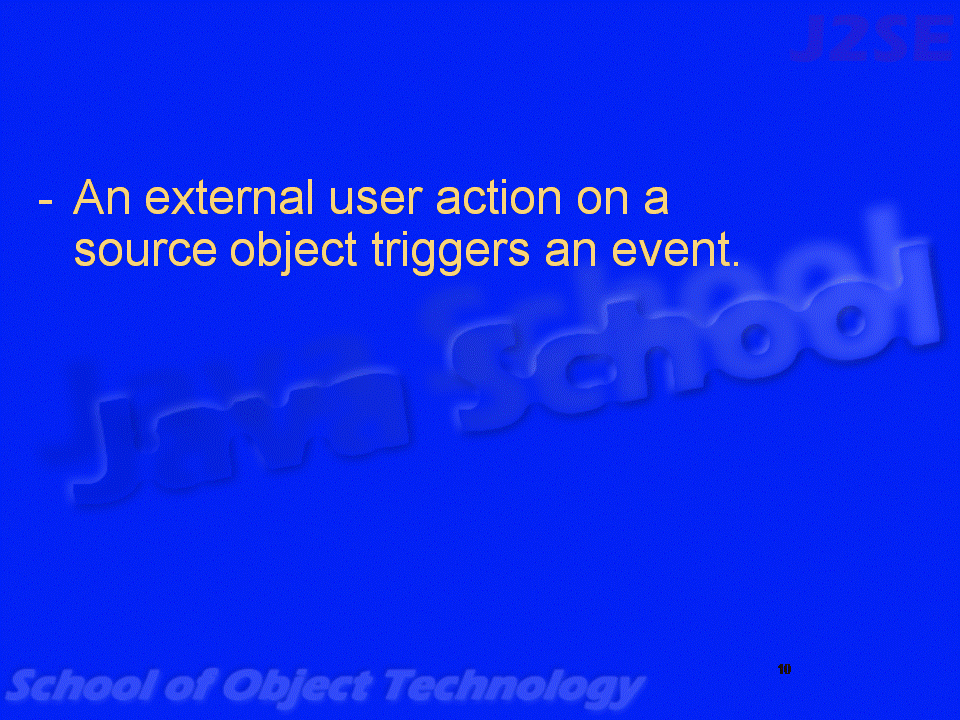 J2SE
- An external user action on a
source object triggers an event.
Java School
School of Object Technology
10